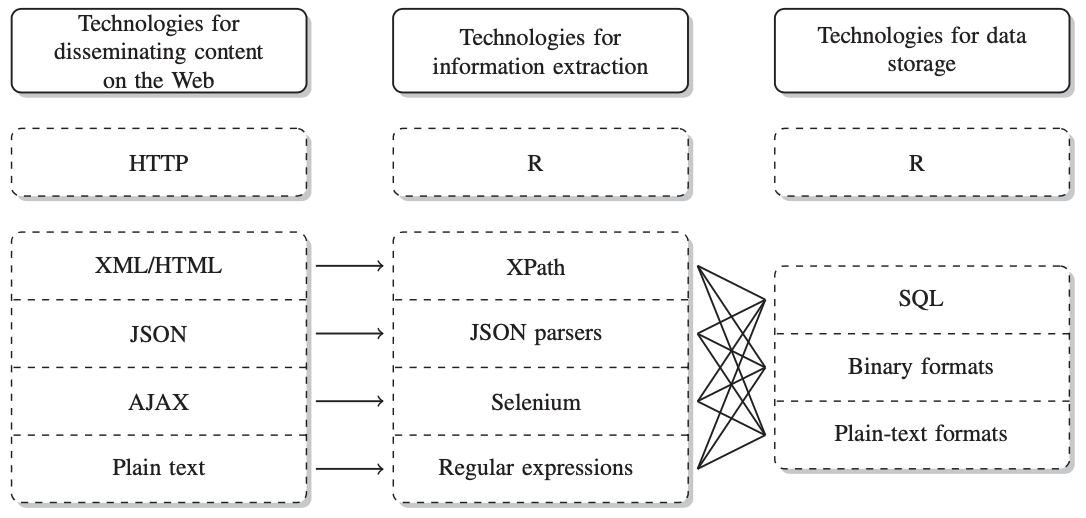 Technologies for
disseminating content
on the Web
Technologies for
information extraction
Technologies for data
storage
HTTP
R
R
XML/HTML
XPath
SQL
JSON
JSON parsers
Binary formats
AJAX
Selenium
Plain-text formats
Plain text
Regular expressions